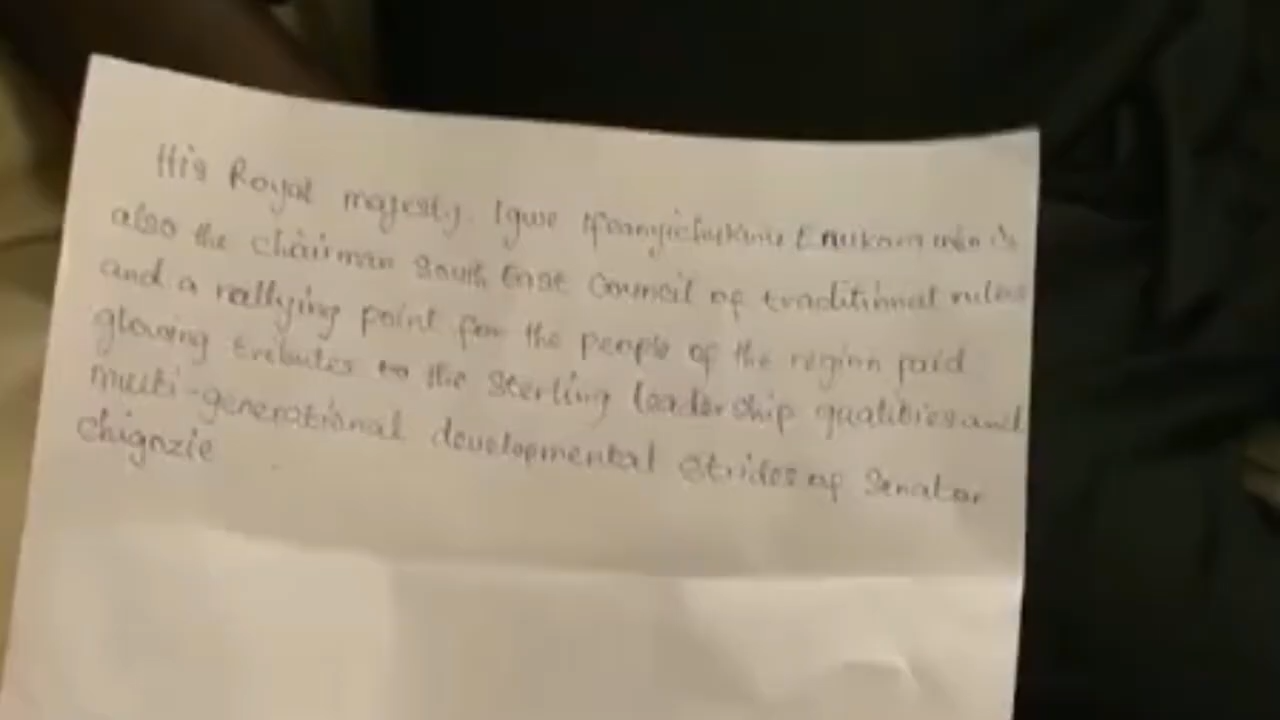 His Royal majesty. Igwe Ifeanyichukwu
also the chairman South East Council of traditional rulers
and a rallying point for the people of the region paid
glowing tributes to the Sterling leadership qualities and
multi-generational developmental strides of Senator
chigozie